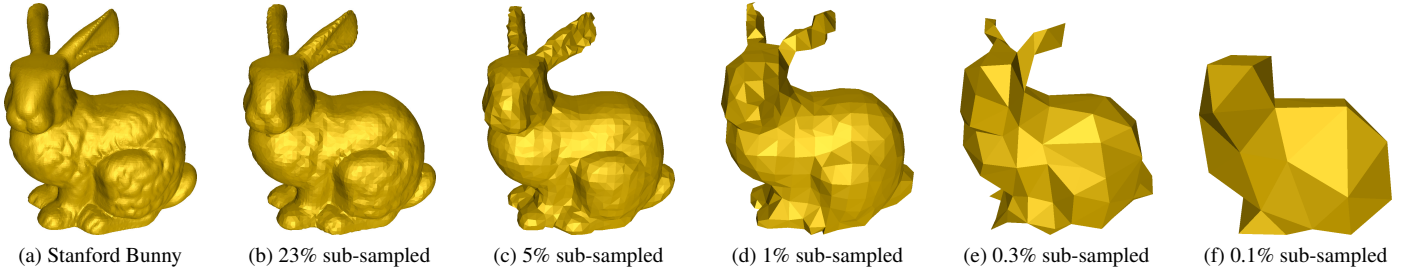 (a) Stanford Bunny
(b) 23% sub-sampled
(c) 5% sub-sampled
(d) 1% sub-sampled
(e) 0.3% sub-sampled
(f) 0.1% sub-sampled